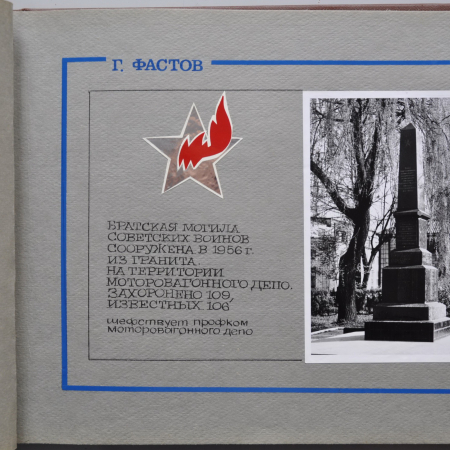 Г. ФАСТОВ
БРАТСКАЯ МОГИЛА
СОВЕТСКИХ ВОИНОВ
СООРУЖЕНА В 1956 Г.
ИЗ ГРАНИТА.
НА ТЕРРИТОРИИ
МОТОРОВАГОННОГО ДЕПО.
ЗАХОРОНЕНО 109,
ИЗВЕСТНЫХ 106
шефствует профком
моторовагонного депо